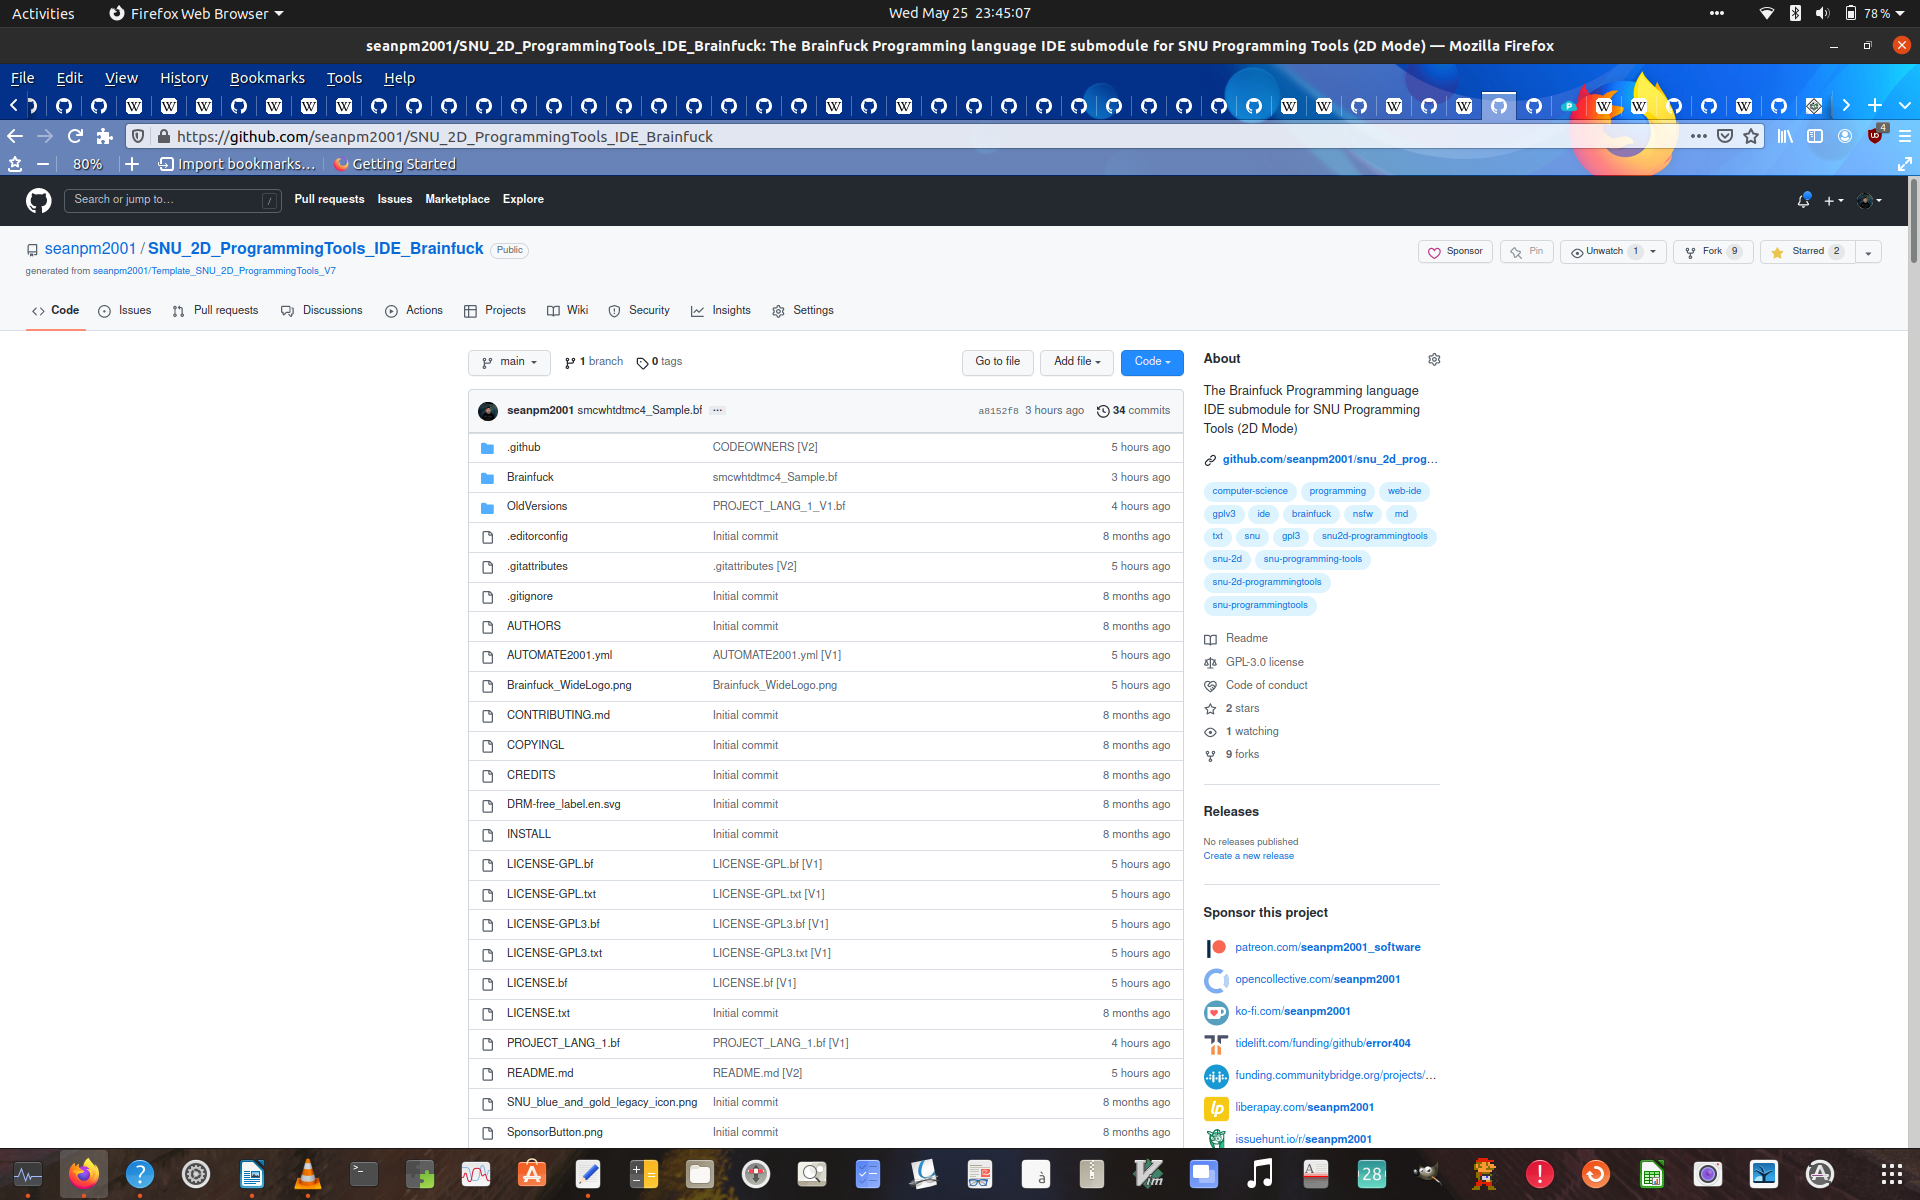 Activities
Firefox Web Browser
Wed May 25 23:45:07
78 %
seanpm2001/SNU_2D_ProgrammingTools_IDE_Brainfuck: The Brainfuck Programming language IDE submodule for SNU Programming Tools (2D Mode) — Mozilla Firefox
File Edit View History Bookmarks Tools Help
https://github.com/seanpm2001/SNU_2D_ProgrammingTools_IDE_Brainfuck
4
80%
Import bookmarks...
Getting Started
Search or jump to...
/
Pull requests Issues Marketplace Explore
seanpm2001 / SNU_2D_ProgrammingTools_IDE_Brainfuck Public
Sponsor
Pin
Unwatch 1
Fork 9
Starred 2
generated from seanpm2001/Template_SNU_2D_ProgrammingTools_V7
Code Issues Pull requests Discussions Actions Projects Wiki Security Insights Settings
main
1 branch
0 tags
Go to file
Add file
Code
seanpm2001 smcwhtdtmc4_Sample.bf ...
a8152f8 3 hours ago
34 commits
.github CODEOWNERS [V2] 5 hours ago
Brainfuck smcwhtdtmc4_Sample.bf 3 hours ago
OldVersions PROJECT_LANG_1_V1.bf 4 hours ago
.editorconfig Initial commit 8 months ago
.gitattributes .gitattributes [V2] 5 hours ago
.gitignore Initial commit 8 months ago
AUTHORS Initial commit 8 months ago
AUTOMATE2001.yml AUTOMATE2001.yml [V1] 5 hours ago
Brainfuck_WideLogo.png Brainfuck_WideLogo.png 5 hours ago
CONTRIBUTING.md Initial commit 8 months ago
COPYINGL Initial commit 8 months ago
CREDITS Initial commit 8 months ago
DRM-free_label.en.svg Initial commit 8 months ago
INSTALL Initial commit 8 months ago
LICENSE-GPL.bf LICENSE-GPL.bf [V1] 5 hours ago
LICENSE-GPL.txt LICENSE-GPL.txt [V1] 5 hours ago
LICENSE-GPL3.bf LICENSE-GPL3.bf [V1] 5 hours ago
LICENSE-GPL3.txt LICENSE-GPL3.txt [V1] 5 hours ago
LICENSE.bf LICENSE.bf [V1] 5 hours ago
LICENSE.txt Initial commit 8 months ago
PROJECT_LANG_1.bf PROJECT_LANG_1.bf [V1] 4 hours ago
README.md README.md [V2] 5 hours ago
SNU_blue_and_gold_legacy_icon.png Initial commit 8 months ago
SponsorButton.png Initial commit 8 months ago
About
The Brainfuck Programming language
IDE submodule for SNU Programming
Tools (2D Mode)
github.com/seanpm2001/snu_2d_prog...
computer-science programming web-ide
gplv3 ide brainfuck nsfw md
txt snu gpl3 snu2d-programmingtools
snu-2d snu-programming-tools
snu-2d-programmingtools
snu-programmingtools
Readme
GPL-3.0 license
Code of conduct
2 stars
1 watching
9 forks
Releases
No releases published
Create a new release
Sponsor this project
patreon.com/seanpm2001_software
opencollective.com/seanpm2001
ko-fi.com/seanpm2001
tidelift.com/funding/github/error404
funding.communitybridge.org/projects/...
liberapay.com/seanpm2001
issuehunt.io/r/seanpm2001
28